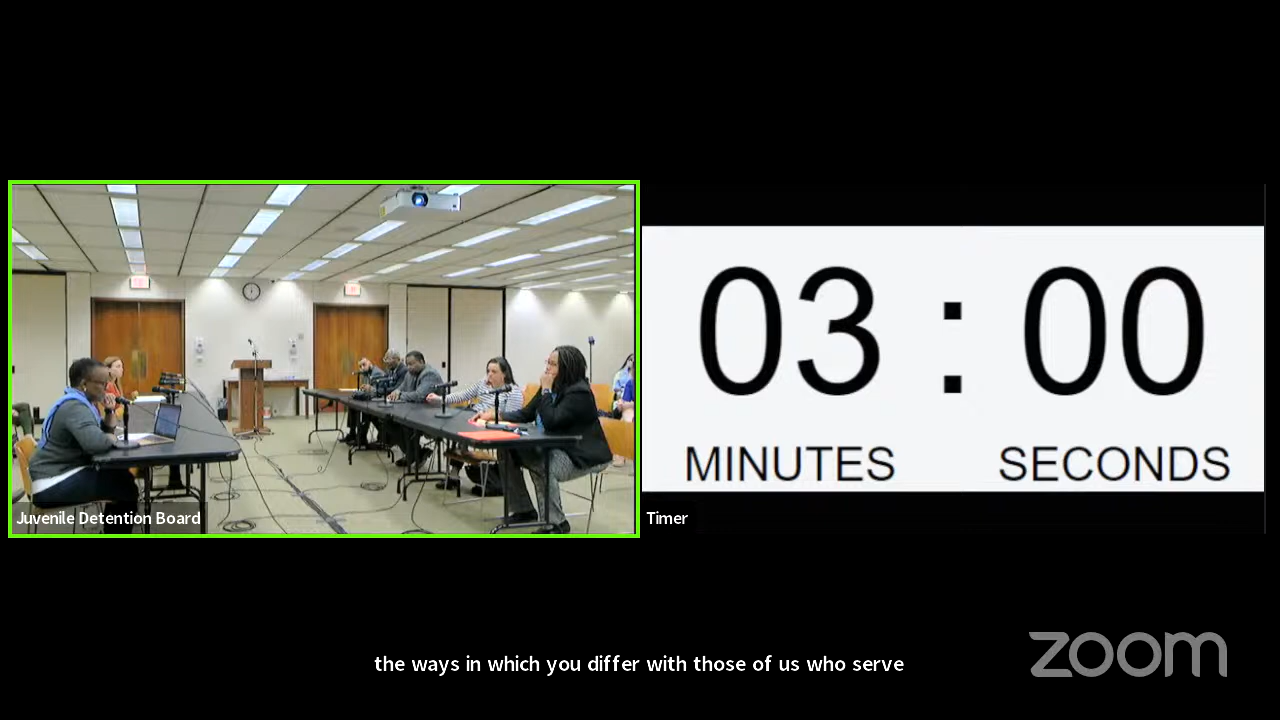 03 : 00
MINUTES SECONDS
Juvenile Detention Board
Timer
the ways in which you differ with those of us who serve
zoom